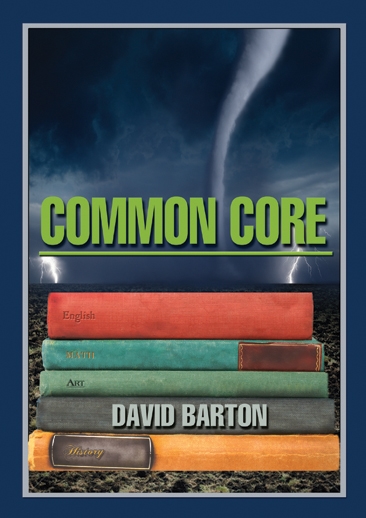 COMMON CORE
English
MATH
ART
DAVID BARTON
History